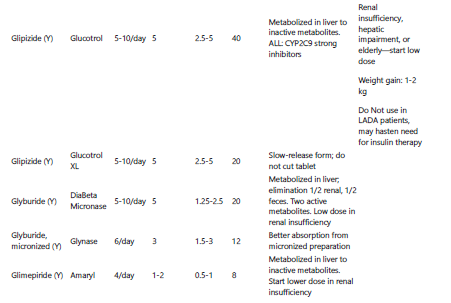 Renal
insufficiency,
hepatic
impairment, or
elderly—start low
dose
Glipizide (Y) Glucotrol 5-10/day 5 2.5-5 40
Metabolized in liver to
inactive metabolites.
ALL: CYP2C9 strong
inhibitors
Weight gain: 1-2
kg
Do Not use in
LADA patients,
may hasten need
for insulin therapy
Glipizide (Y) Glucotrol
XL 5-10/day 5 2.5-5 20
Slow-release form; do
not cut tablet
Glyburide (Y) DiaBeta
Micronase 5-10/day 5 1.25-2.5 20
Metabolized in liver;
elimination 1/2 renal, 1/2
feces. Two active
metabolites. Low dose in
renal insufficiency
Glyburide,
micronized (Y) Glynase 6/day 3 1.5-3 12
Better absorption from
micronized preparation
Glimepiride (Y) Amaryl 4/day 1-2 0.5-1 8
Metabolized in liver to
inactive metabolites.
Start lower dose in renal
insufficiency